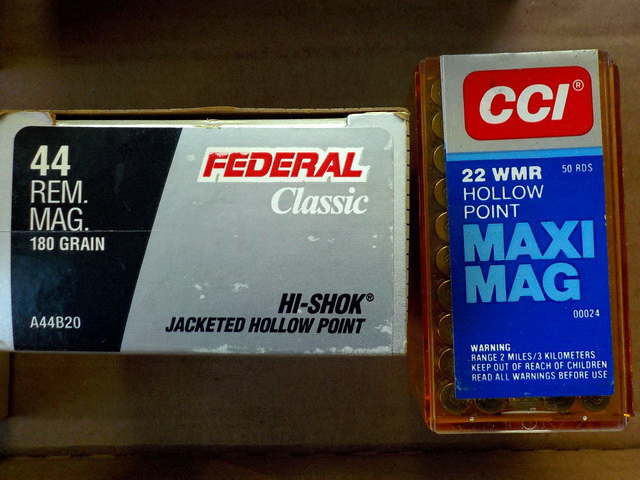 44
REM.
MAG.
180 GRAIN
A44B20
FEDERAL
Classic
HI-SHOK®
JACKETED HOLLOW POINT
CCI®
22 WMR 50 RDS
HOLLOW
POINT
MAXI
MAG
00024
WARNING
RANGE 2 MILES/3 KILOMETERS
KEEP OUT OF REACH OF CHILDREN
READ ALL WARNINGS BEFORE USE